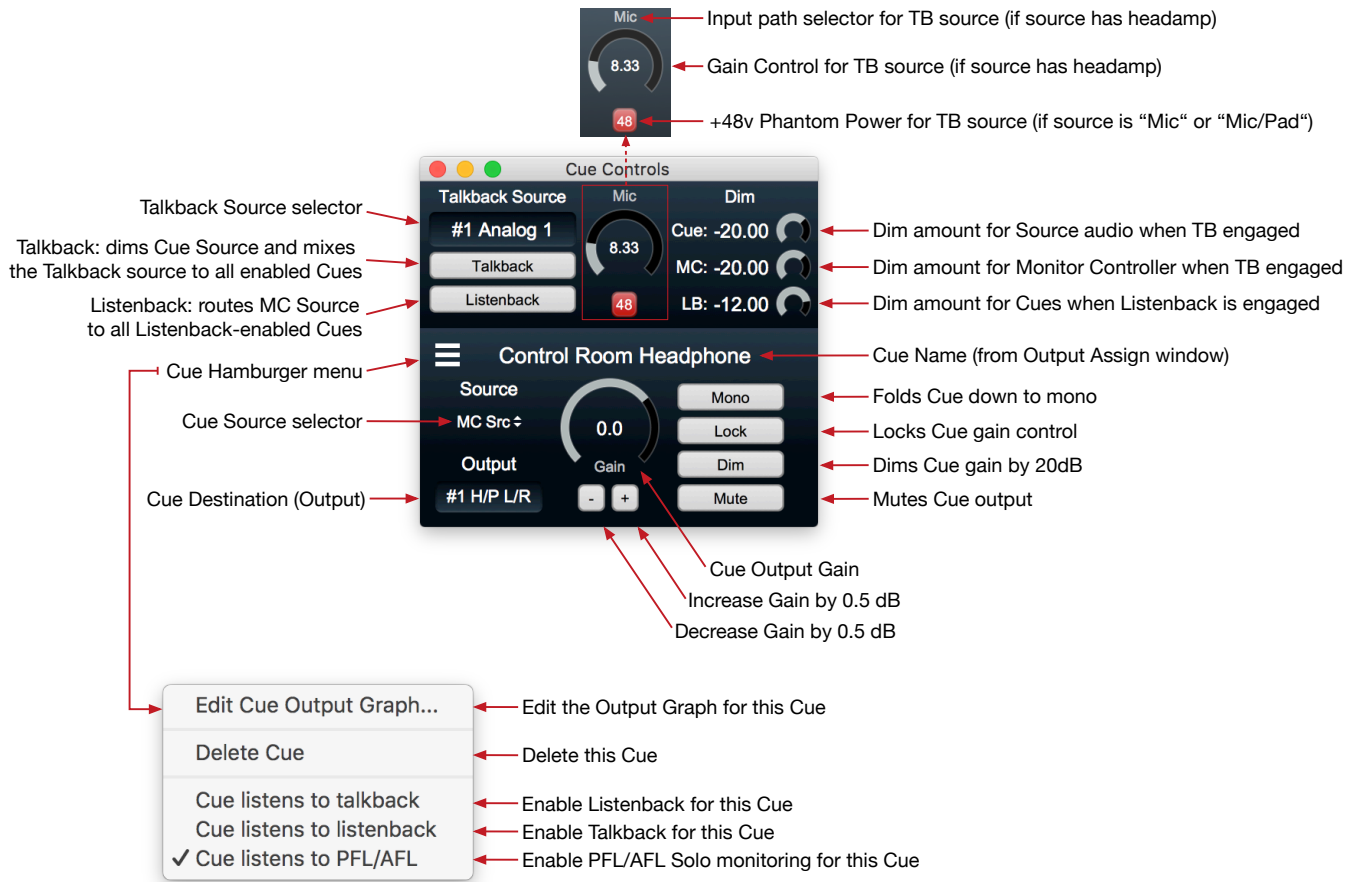 Mic
Input path selector for TB source (if source has headamp)
8.33
Gain Control for TB source (if source has headamp)
48
+48v Phantom Power for TB source (if source is “Mic“ or “Mic/Pad“)
Cue Controls
Talkback Source
Mic
Dim
Talkback Source selector
#1 Analog 1
8.33
Cue: -20.00
Dim amount for Source audio when TB engaged
Talkback: dims Cue Source and mixes
the Talkback source to all enabled Cues
Talkback
MC: -20.00
Dim amount for Monitor Controller when TB engaged
Listenback: routes MC Source
to all Listenback-enabled Cues
Listenback
48
LB: -12.00
Dim amount for Cues when Listenback is engaged
Cue Hamburger menu
Control Room Headphone
Cue Name (from Output Assign window)
Source
Mono
Folds Cue down to mono
Cue Source selector
MC Src
0.0
Lock
Locks Cue gain control
Output
Gain
Dim
Dims Cue gain by 20dB
Cue Destination (Output)
#1 H/P L/R
- +
Mute
Mutes Cue output
Cue Output Gain
Increase Gain by 0.5 dB
Decrease Gain by 0.5 dB
Edit Cue Output Graph...
Edit the Output Graph for this Cue
Delete Cue
Delete this Cue
Cue listens to talkback
Enable Listenback for this Cue
Cue listens to listenback
Enable Talkback for this Cue
✓ Cue listens to PFL/AFL
Enable PFL/AFL Solo monitoring for this Cue